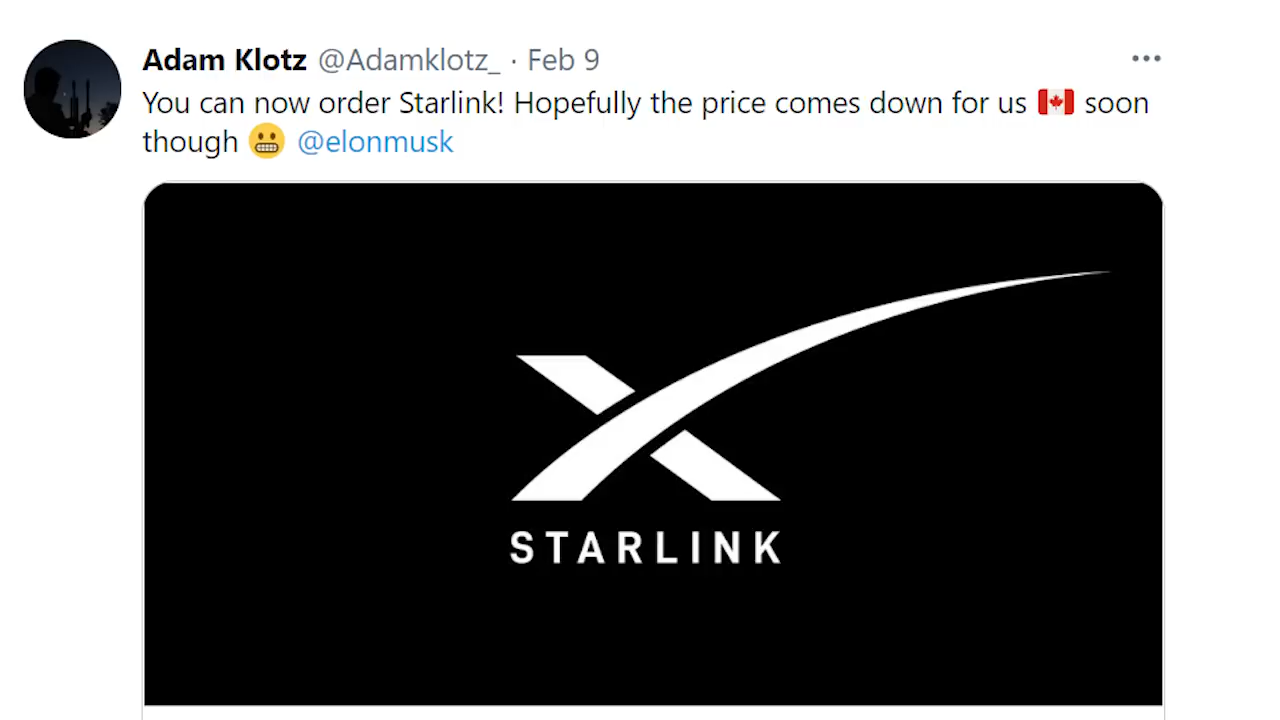 Adam Klotz @Adamklotz_ · Feb 9
You can now order Starlink! Hopefully the price comes down for us 🇨🇦 soon
though 😬 @elonmusk
STARLINK